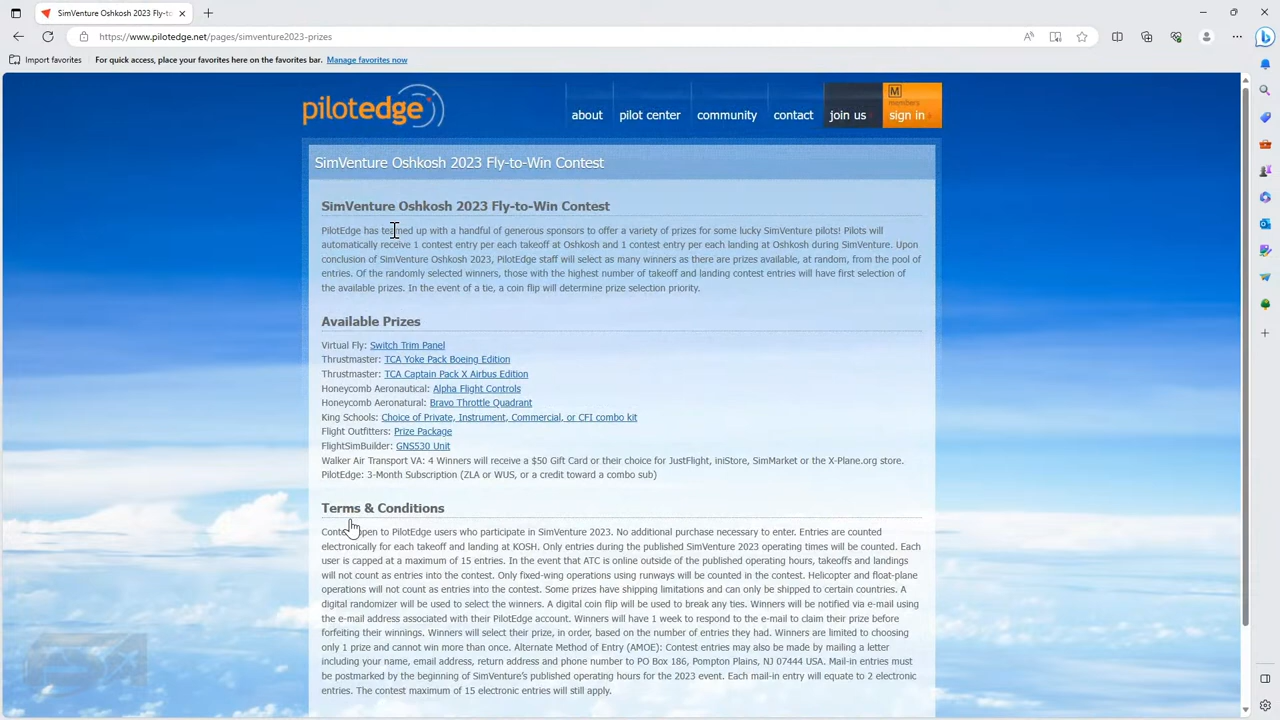 SimVenture Oshkosh 2023 Fly-to-
https://www.pilotedge.net/pages/simventure2023-prizes
Import favorites For quick access, place your favorites here on the favorites bar. Manage favorites now
pilotedge
about pilot center community contact join us M members sign in
SimVenture Oshkosh 2023 Fly-to-Win Contest
SimVenture Oshkosh 2023 Fly-to-Win Contest
PilotEdge has teamed up with a handful of generous sponsors to offer a variety of prizes for some lucky SimVenture pilots! Pilots will
automatically receive 1 contest entry per each takeoff at Oshkosh and 1 contest entry per each landing at Oshkosh during SimVenture. Upon
conclusion of SimVenture Oshkosh 2023, PilotEdge staff will select as many winners as there are prizes available, at random, from the pool of
entries. Of the randomly selected winners, those with the highest number of takeoff and landing contest entries will have first selection of
the available prizes. In the event of a tie, a coin flip will determine prize selection priority.
Available Prizes
Virtual Fly: Switch Trim Panel
Thrustmaster: TCA Yoke Pack Boeing Edition
Thrustmaster: TCA Captain Pack X Airbus Edition
Honeycomb Aeronautical: Alpha Flight Controls
Honeycomb Aeronatural: Bravo Throttle Quadrant
King Schools: Choice of Private, Instrument, Commercial, or CFI combo kit
Flight Outfitters: Prize Package
FlightSimBuilder: GNS530 Unit
Walker Air Transport VA: 4 Winners will receive a $50 Gift Card or their choice for JustFlight, iniStore, SimMarket or the X-Plane.org store.
PilotEdge: 3-Month Subscription (ZLA or WUS, or a credit toward a combo sub)
Terms & Conditions
Contest open to PilotEdge users who participate in SimVenture 2023. No additional purchase necessary to enter. Entries are counted
electronically for each takeoff and landing at KOSH. Only entries during the published SimVenture 2023 operating times will be counted. Each
user is capped at a maximum of 15 entries. In the event that ATC is online outside of the published operating hours, takeoffs and landings
will not count as entries into the contest. Only fixed-wing operations using runways will be counted in the contest. Helicopter and float-plane
operations will not count as entries into the contest. Some prizes have shipping limitations and can only be shipped to certain countries. A
digital randomizer will be used to select the winners. A digital coin flip will be used to break any ties. Winners will be notified via e-mail using
the e-mail address associated with their PilotEdge account. Winners will have 1 week to respond to the e-mail to claim their prize before
forfeiting their winnings. Winners will select their prize, in order, based on the number of entries they had. Winners are limited to choosing
only 1 prize and cannot win more than once. Alternate Method of Entry (AMOE): Contest entries may also be made by mailing a letter
including your name, email address, return address and phone number to PO Box 186, Pompton Plains, NJ 07444 USA. Mail-in entries must
be postmarked by the beginning of SimVenture's published operating hours for the 2023 event. Each mail-in entry will equate to 2 electronic
entries. The contest maximum of 15 electronic entries will still apply.